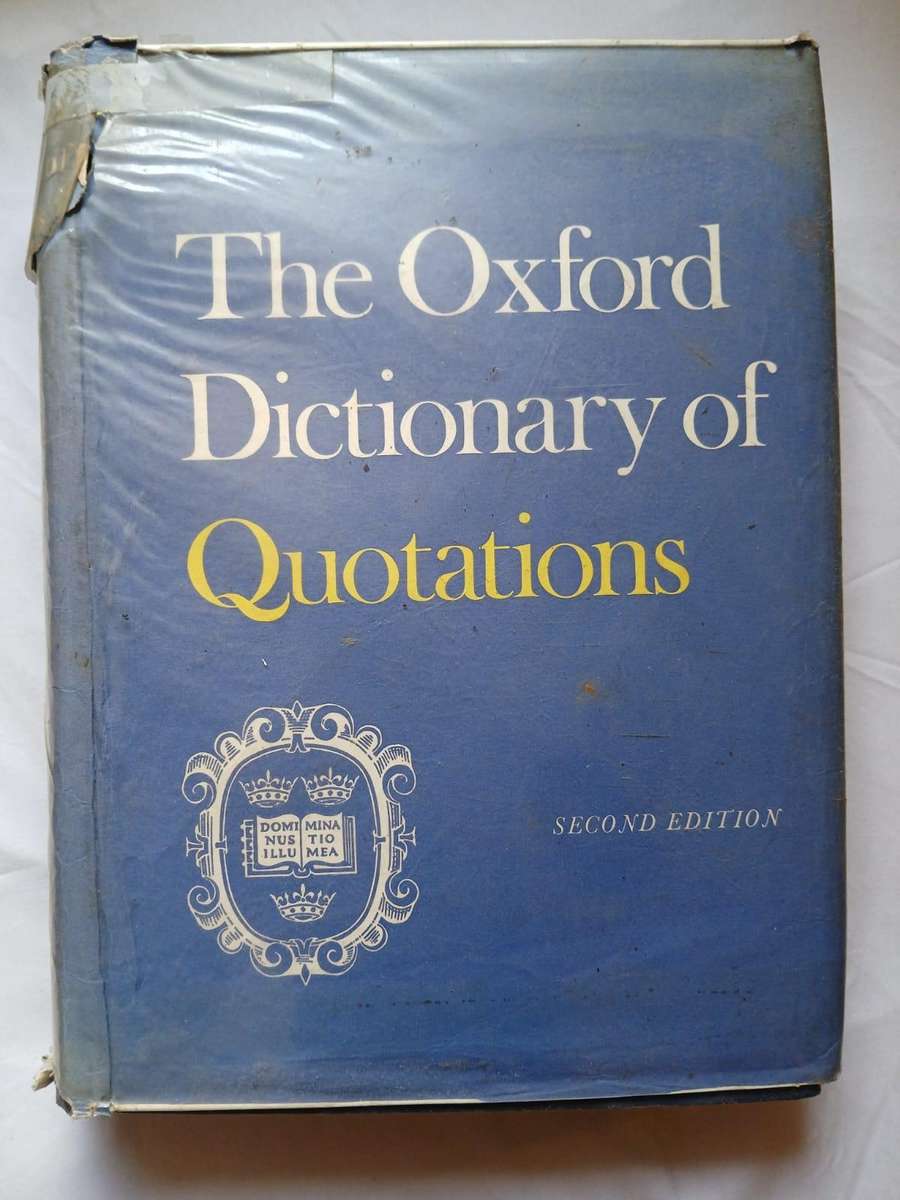 The Oxford
Dictionary of
Quotations
SECOND EDITION
DOMI MINA
NUS TIO
ILLU MEA